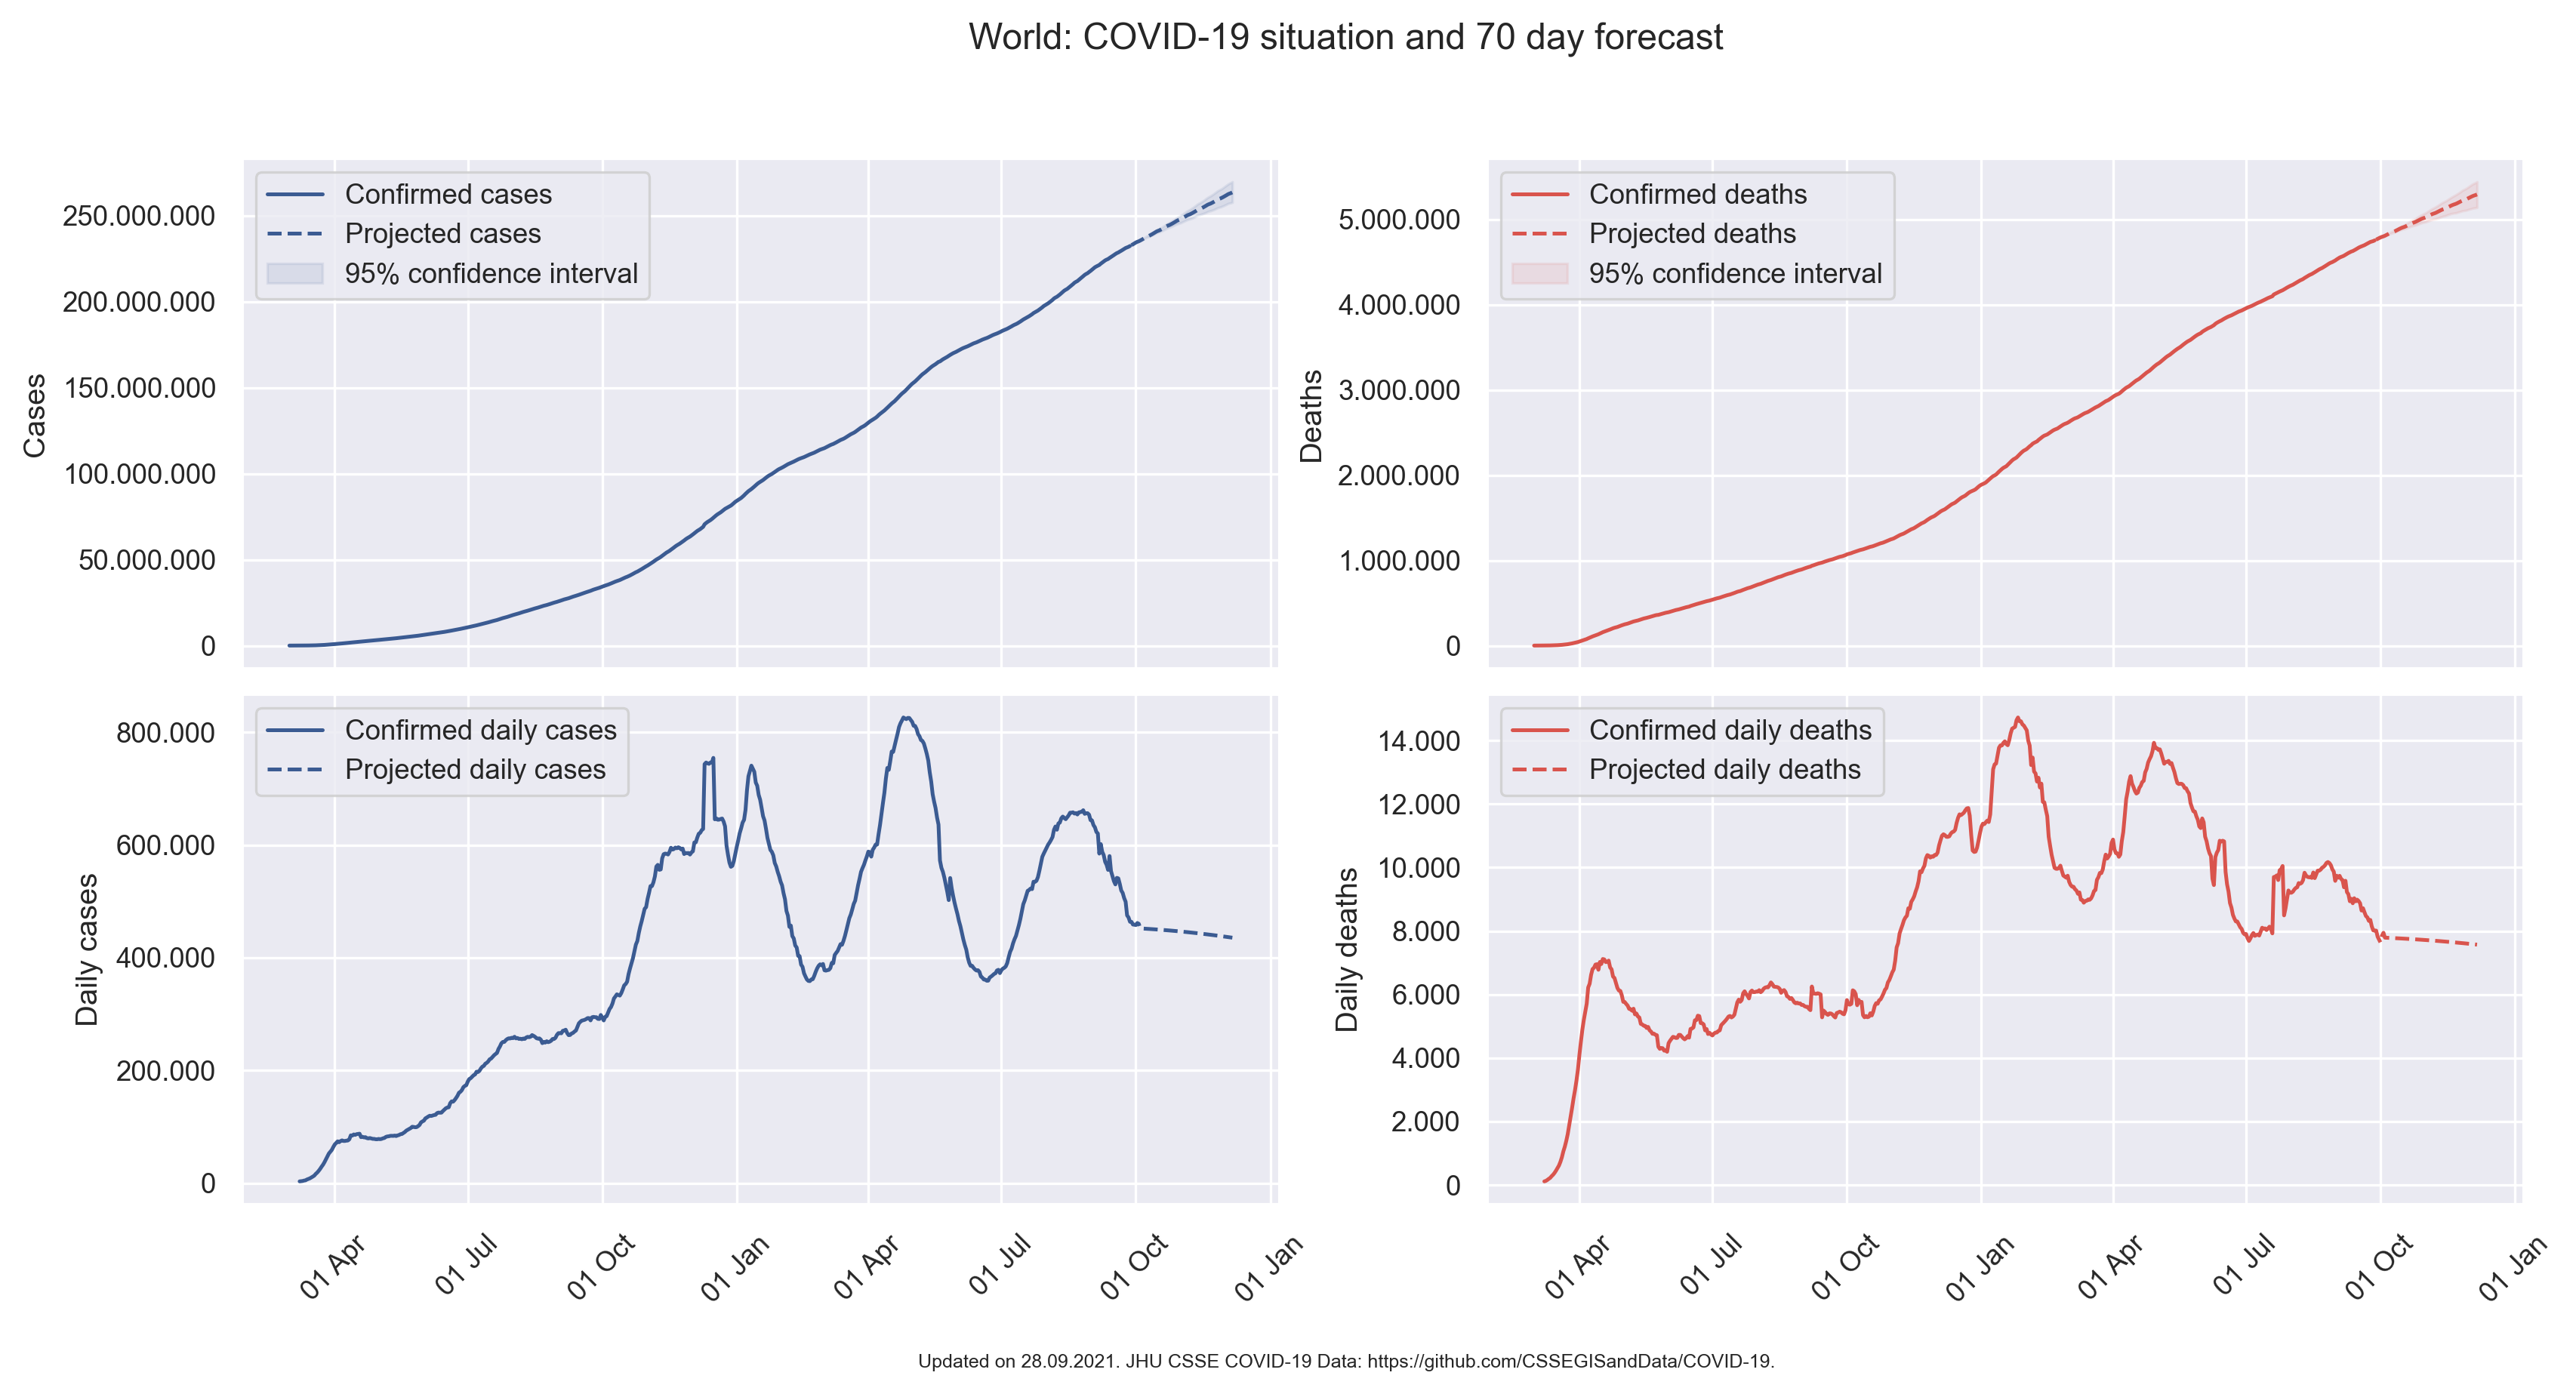 World: COVID-19 situation and 70 day forecast
Confirmed cases
Projected cases
95% confidence interval
250.000.000
200.000.000
150.000.000
100.000.000
50.000.000
0
Cases
Confirmed deaths
Projected deaths
95% confidence interval
5.000.000
4.000.000
3.000.000
2.000.000
1.000.000
0
Deaths
Confirmed daily cases
Projected daily cases
800.000
600.000
400.000
200.000
0
Daily cases
01 Apr
01 Jul
01 Oct
01 Jan
01 Apr
01 Jul
01 Oct
01 Jan
Confirmed daily deaths
Projected daily deaths
14.000
12.000
10.000
8.000
6.000
4.000
2.000
0
Daily deaths
01 Apr
01 Jul
01 Oct
01 Jan
01 Apr
01 Jul
01 Oct
01 Jan
Updated on 28.09.2021. JHU CSSE COVID-19 Data: https://github.com/CSSEGISandData/COVID-19.